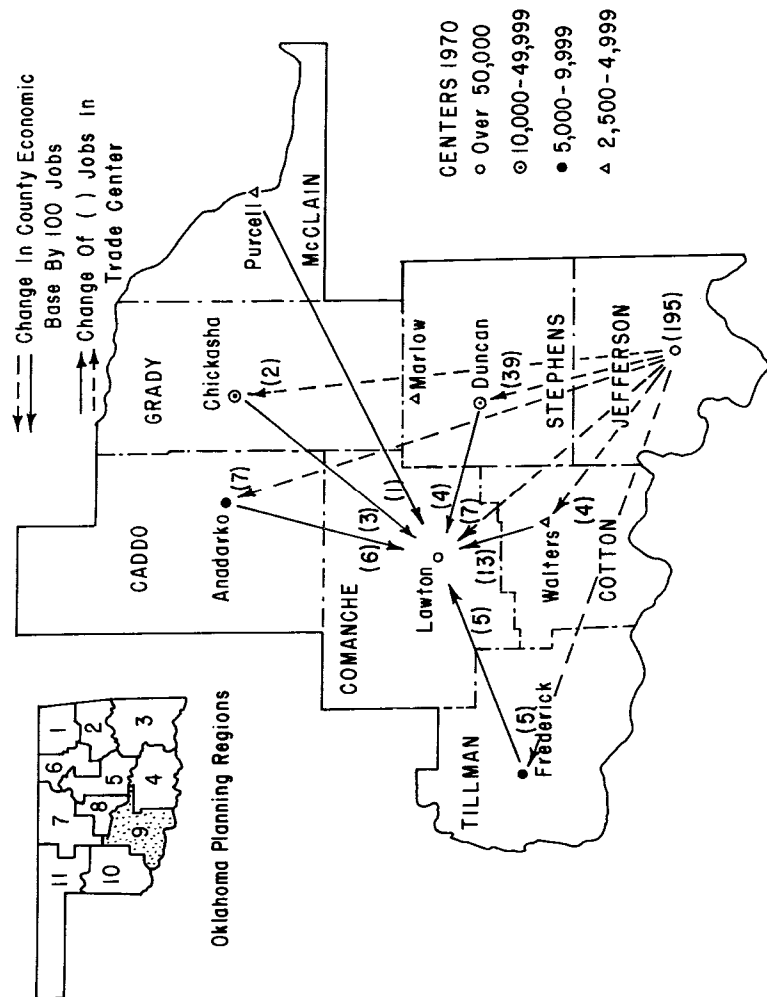 Change In County Economic
Base By 100 Jobs
Change Of ( ) Jobs In
Trade Center
CADDO
GRADY
McCLAIN
Anadarko
(7)
Chickasha
(2)
Purcell
COMANCHE
(6)
(3)
(1)
Lawton
(5)
(13)
(7)
(4)
Marlow
Duncan
(39)
STEPHENS
TILLMAN
Frederick
(5)
Walters
(4)
COTTON
JEFFERSON
(195)
CENTERS 1970
Over 50,000
10,000-49,999
5,000-9,999
2,500-4,999
1
2
3
4
5
6
7
8
9
10
11
Oklahoma Planning Regions